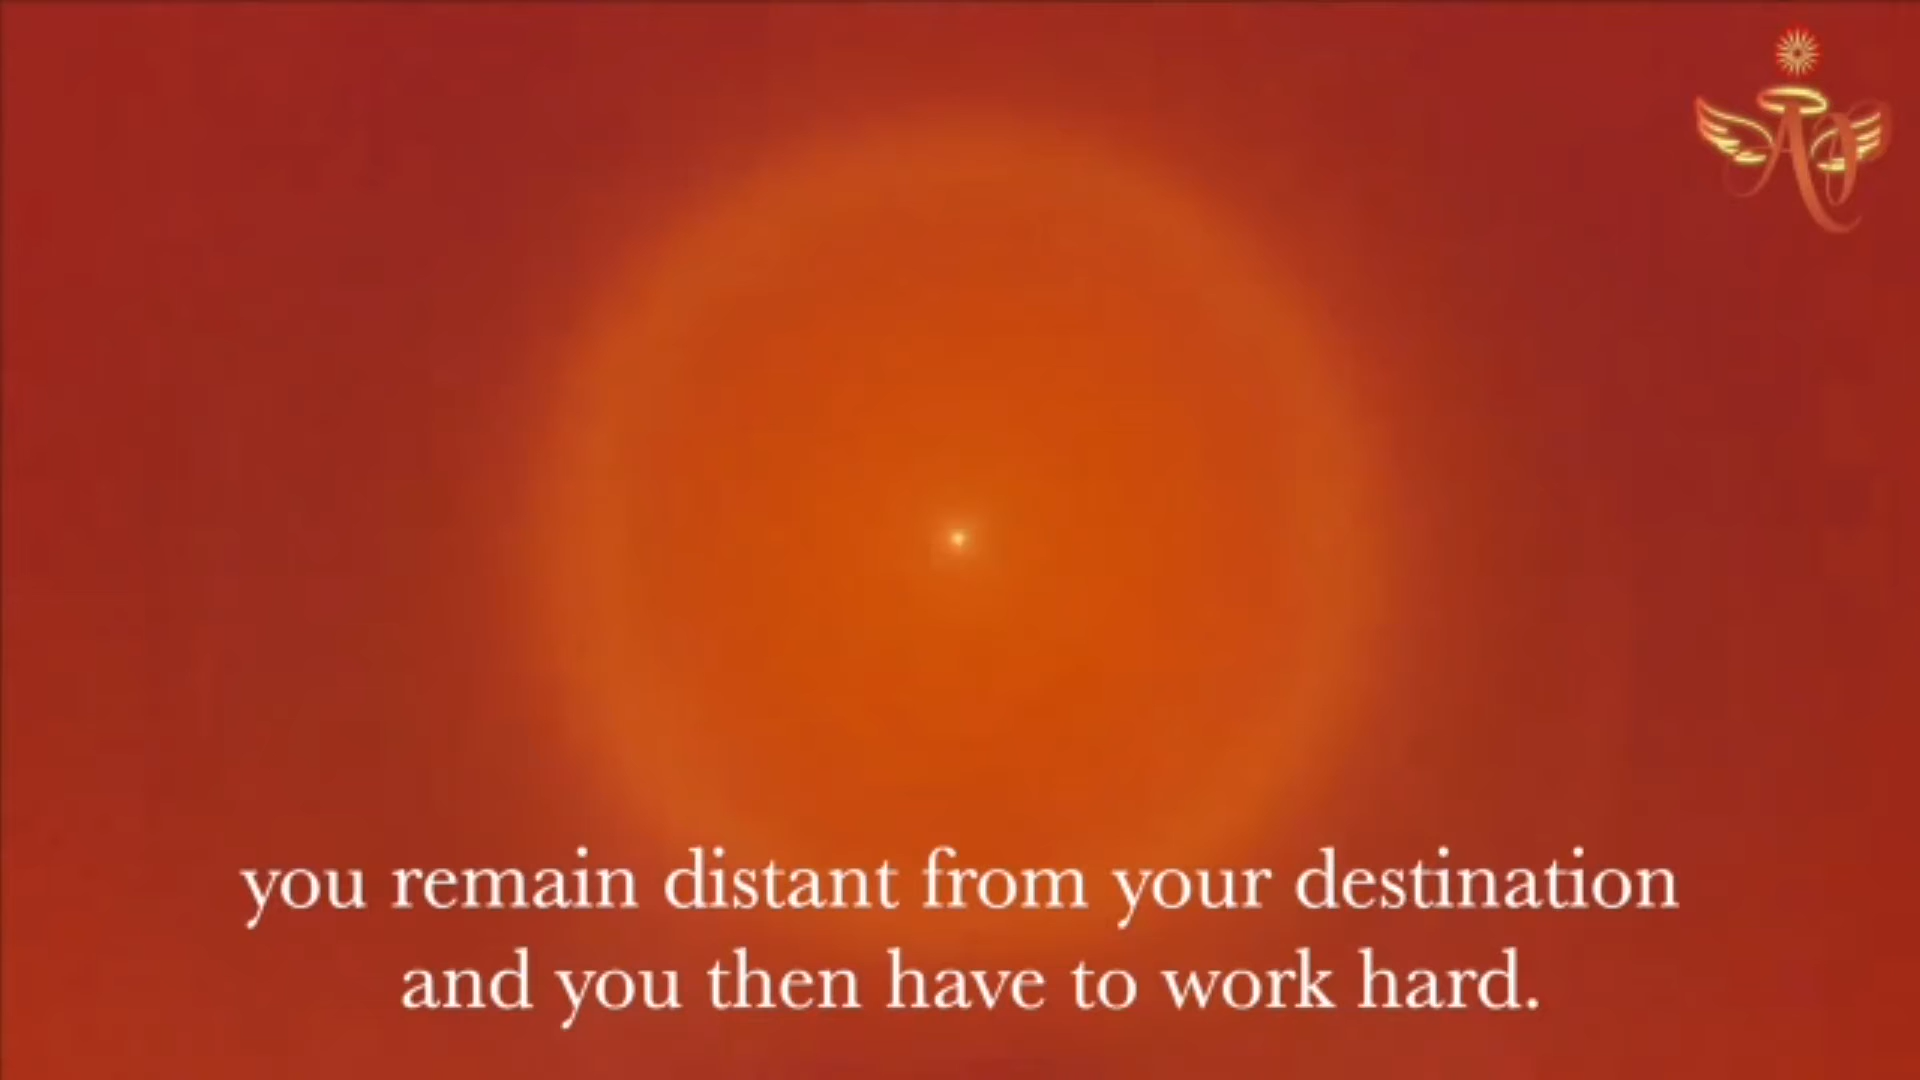 you remain distant from your destination
and you then have to work hard.